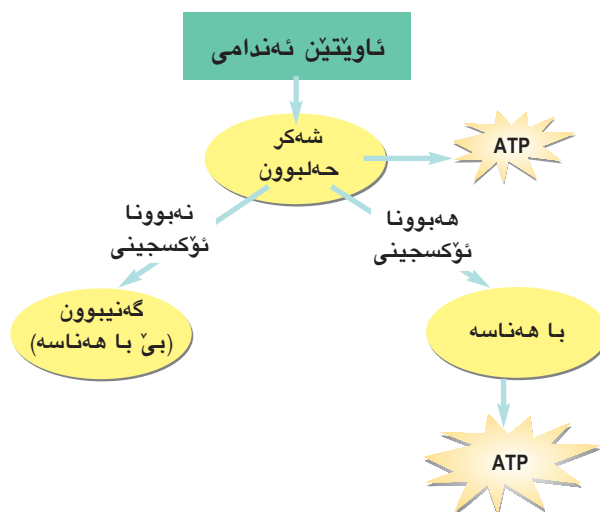 ئاوێتێن ئەندامی
شەکر
حەلبوون
ATP
هەبوونا
ئۆکسجینی
نەبوونا
ئۆکسجینی
با هەناسە
گەنیبوون
(بێ با هەناسە)
ATP